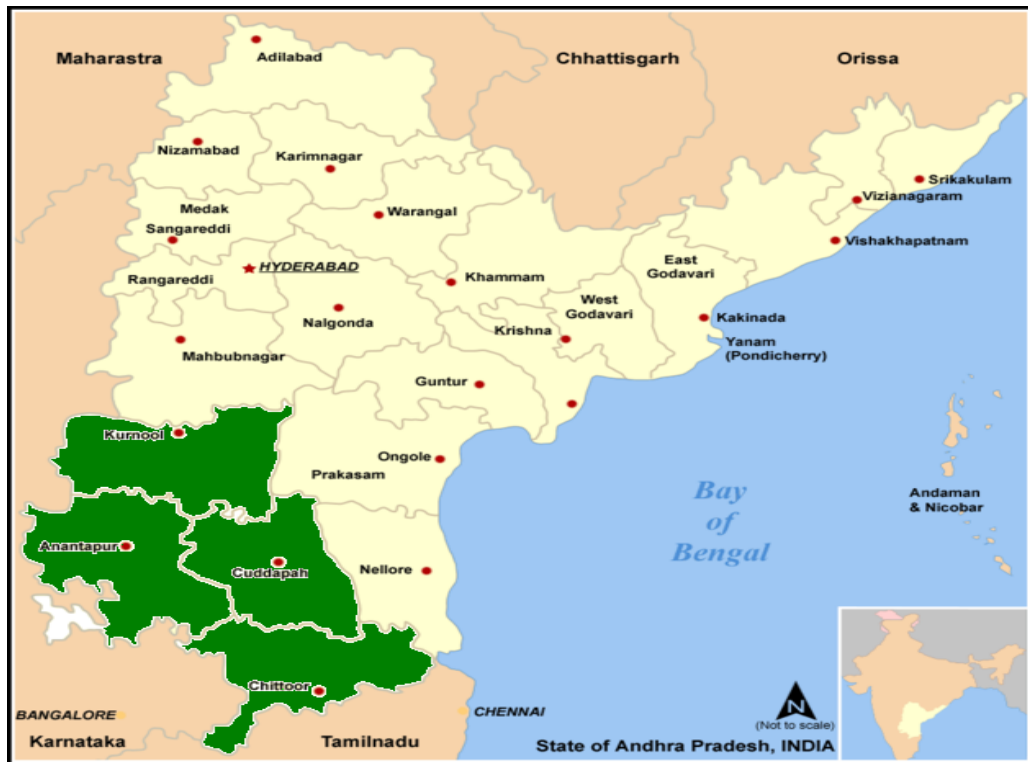 Maharastra
Chhattisgarh
Orissa
Adilabad
Nizamabad
Karimnagar
Medak
Sangareddi
Warangal
Srikakulam
Vizianagaram
Vishakhapatnam
Rangareddi
HYDERABAD
Khammam
East
Godavari
West
Godavari
Nalgonda
Krishna
Kakinada
Yanam
(Pondicherry)
Mahbubnagar
Guntur
Kurnool
Ongole
Prakasam
Bay
of
Bengal
Andaman
& Nicobar
Anantapur
Cuddapah
Nellore
Chittoor
BANGALORE
CHENNAI
N
(Not to scale)
Karnataka
Tamilnadu
State of Andhra Pradesh, INDIA